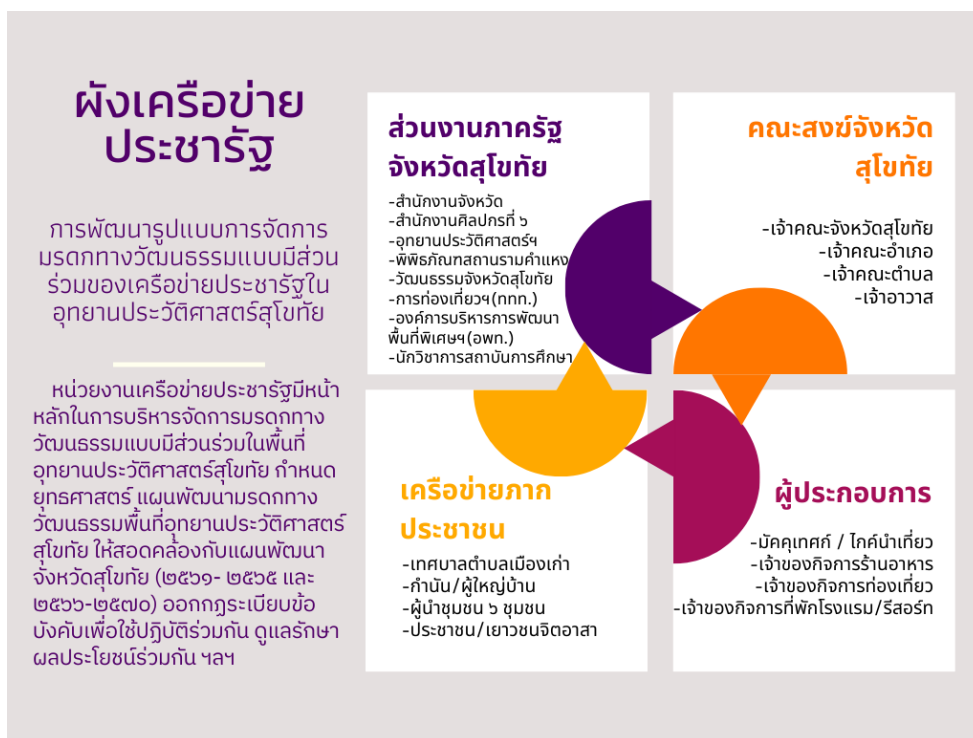 ผังเครือข่าย
ประชารัฐ
การพัฒนารูปแบบการจัดการ
มรดกทางวัฒนธรรมแบบมีส่วน
ร่วมของเครือข่ายประชารัฐใน
อุทยานประวัติศาสตร์สุโขทัย
หน่วยงานเครือข่ายประชารัฐมีหน้า
หลักในการบริหารจัดการมรดกทาง
วัฒนธรรมแบบมีส่วนร่วมในพื้นที่
อุทยานประวัติศาสตร์สุโขทัย กำหนด
ยุทธศาสตร์ แผนพัฒนามรดกทาง
วัฒนธรรมพื้นที่อุทยานประวัติศาสตร์
สุโขทัย ให้สอดคล้องกับแผนพัฒนา
จังหวัดสุโขทัย (๒๕๖๑- ๒๕๖๕ และ
๒๕๖๖-๒๕๗๐) ออกกฎระเบียบข้อ
บังคับเพื่อใช้ปฏิบัติร่วมกัน ดูแลรักษา
ผลประโยชน์ร่วมกัน ฯลฯ
ส่วนงานภาครัฐ
จังหวัดสุโขทัย
-สำนักงานจังหวัด
-สำนักงานศิลปกรที่ ๖
-อุทยานประวัติศาสตร์ฯ
-พิพิธภัณฑสถานรามคำแหง
-วัฒนธรรมจังหวัดสุโขทัย
-การท่องเที่ยวฯ(ททท.)
-องค์การบริหารการพัฒนา
พื้นที่พิเศษฯ(อพท.)
-นักวิชาการสถาบันการศึกษา
คณะสงฆ์จังหวัด
สุโขทัย
-เจ้าคณะจังหวัดสุโขทัย
-เจ้าคณะอำเภอ
-เจ้าคณะตำบล
-เจ้าอาวาส
เครือข่ายภาก
ประชาชน
-เทศบาลตำบลเมืองเก่า
-กำนัน/ผู้ใหญ่บ้าน
-ผู้นำชุมชน ๖ ชุมชน
-ประชาชน/เยาวชนจิตอาสา
ผู้ประกอบการ
-มัคคุเทศก์ / ไกค์นำเที่ยว
-เจ้าของกิจการร้านอาหาร
-เจ้าของกิจการท่องเที่ยว
-เจ้าของกิจการที่พักโรงแรม/รีสอร์ท